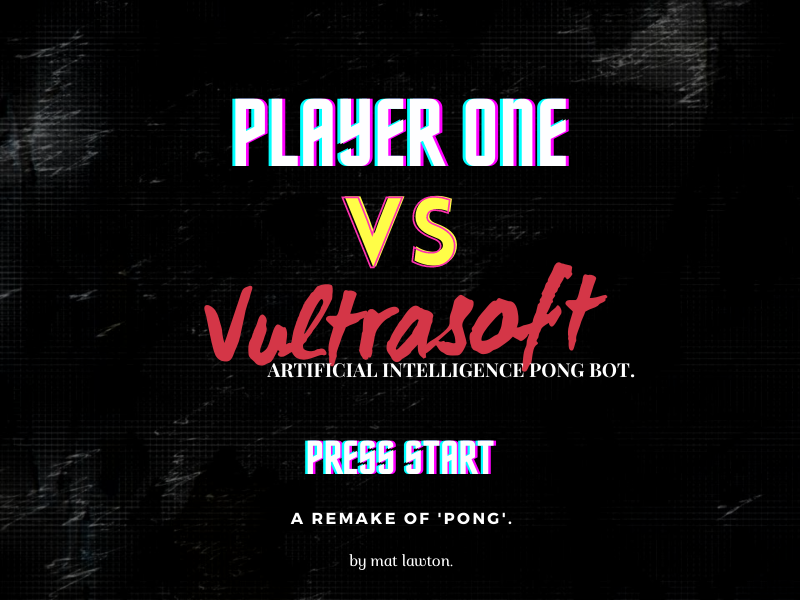 PLAYER ONE
VS
Vultrasoft
ARTIFICIAL INTELLIGENCE PONG BOT.
PRESS START
A REMAKE OF 'PONG'.
by mat lawton.